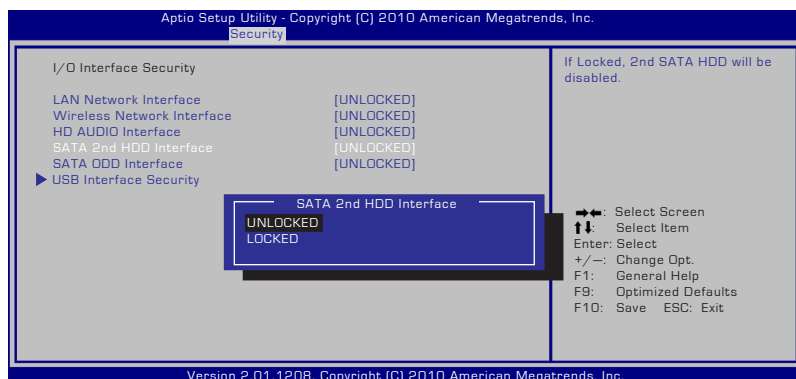 Aptio Setup Utility - Copyright (C) 2010 American Megatrends, Inc.
Security
I/O Interface Security
LAN Network Interface [UNLOCKED]
Wireless Network Interface [UNLOCKED]
HD AUDIO Interface [UNLOCKED]
SATA 2nd HDD Interface [UNLOCKED]
SATA ODD Interface [UNLOCKED]
USB Interface Security
SATA 2nd HDD Interface
UNLOCKED
LOCKED
If Locked, 2nd SATA HDD will be
disabled.
→←: Select Screen
↑↓: Select Item
Enter: Select
+/—: Change Opt.
F1: General Help
F9: Optimized Defaults
F10: Save ESC: Exit
Version 2.01.1208. Copyright (C) 2010 American Megatrends, Inc.